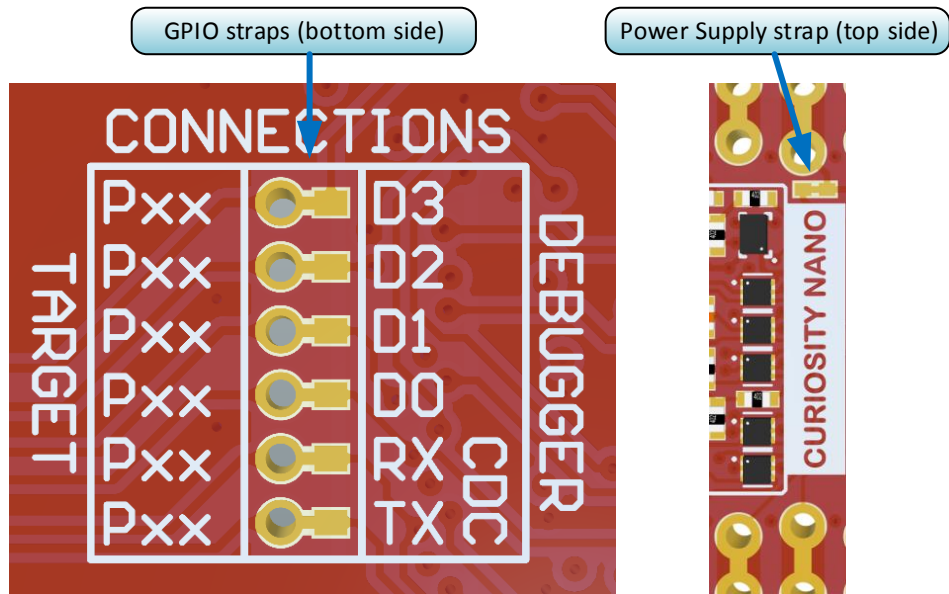 GPIO straps (bottom side)
Power Supply strap (top side)
CONNECTIONS
TARGET
Pxx D3
Pxx D2
Pxx D1
Pxx D0
Pxx RX
Pxx TX
CDC
DEBUGGER
CURIOSITY NANO